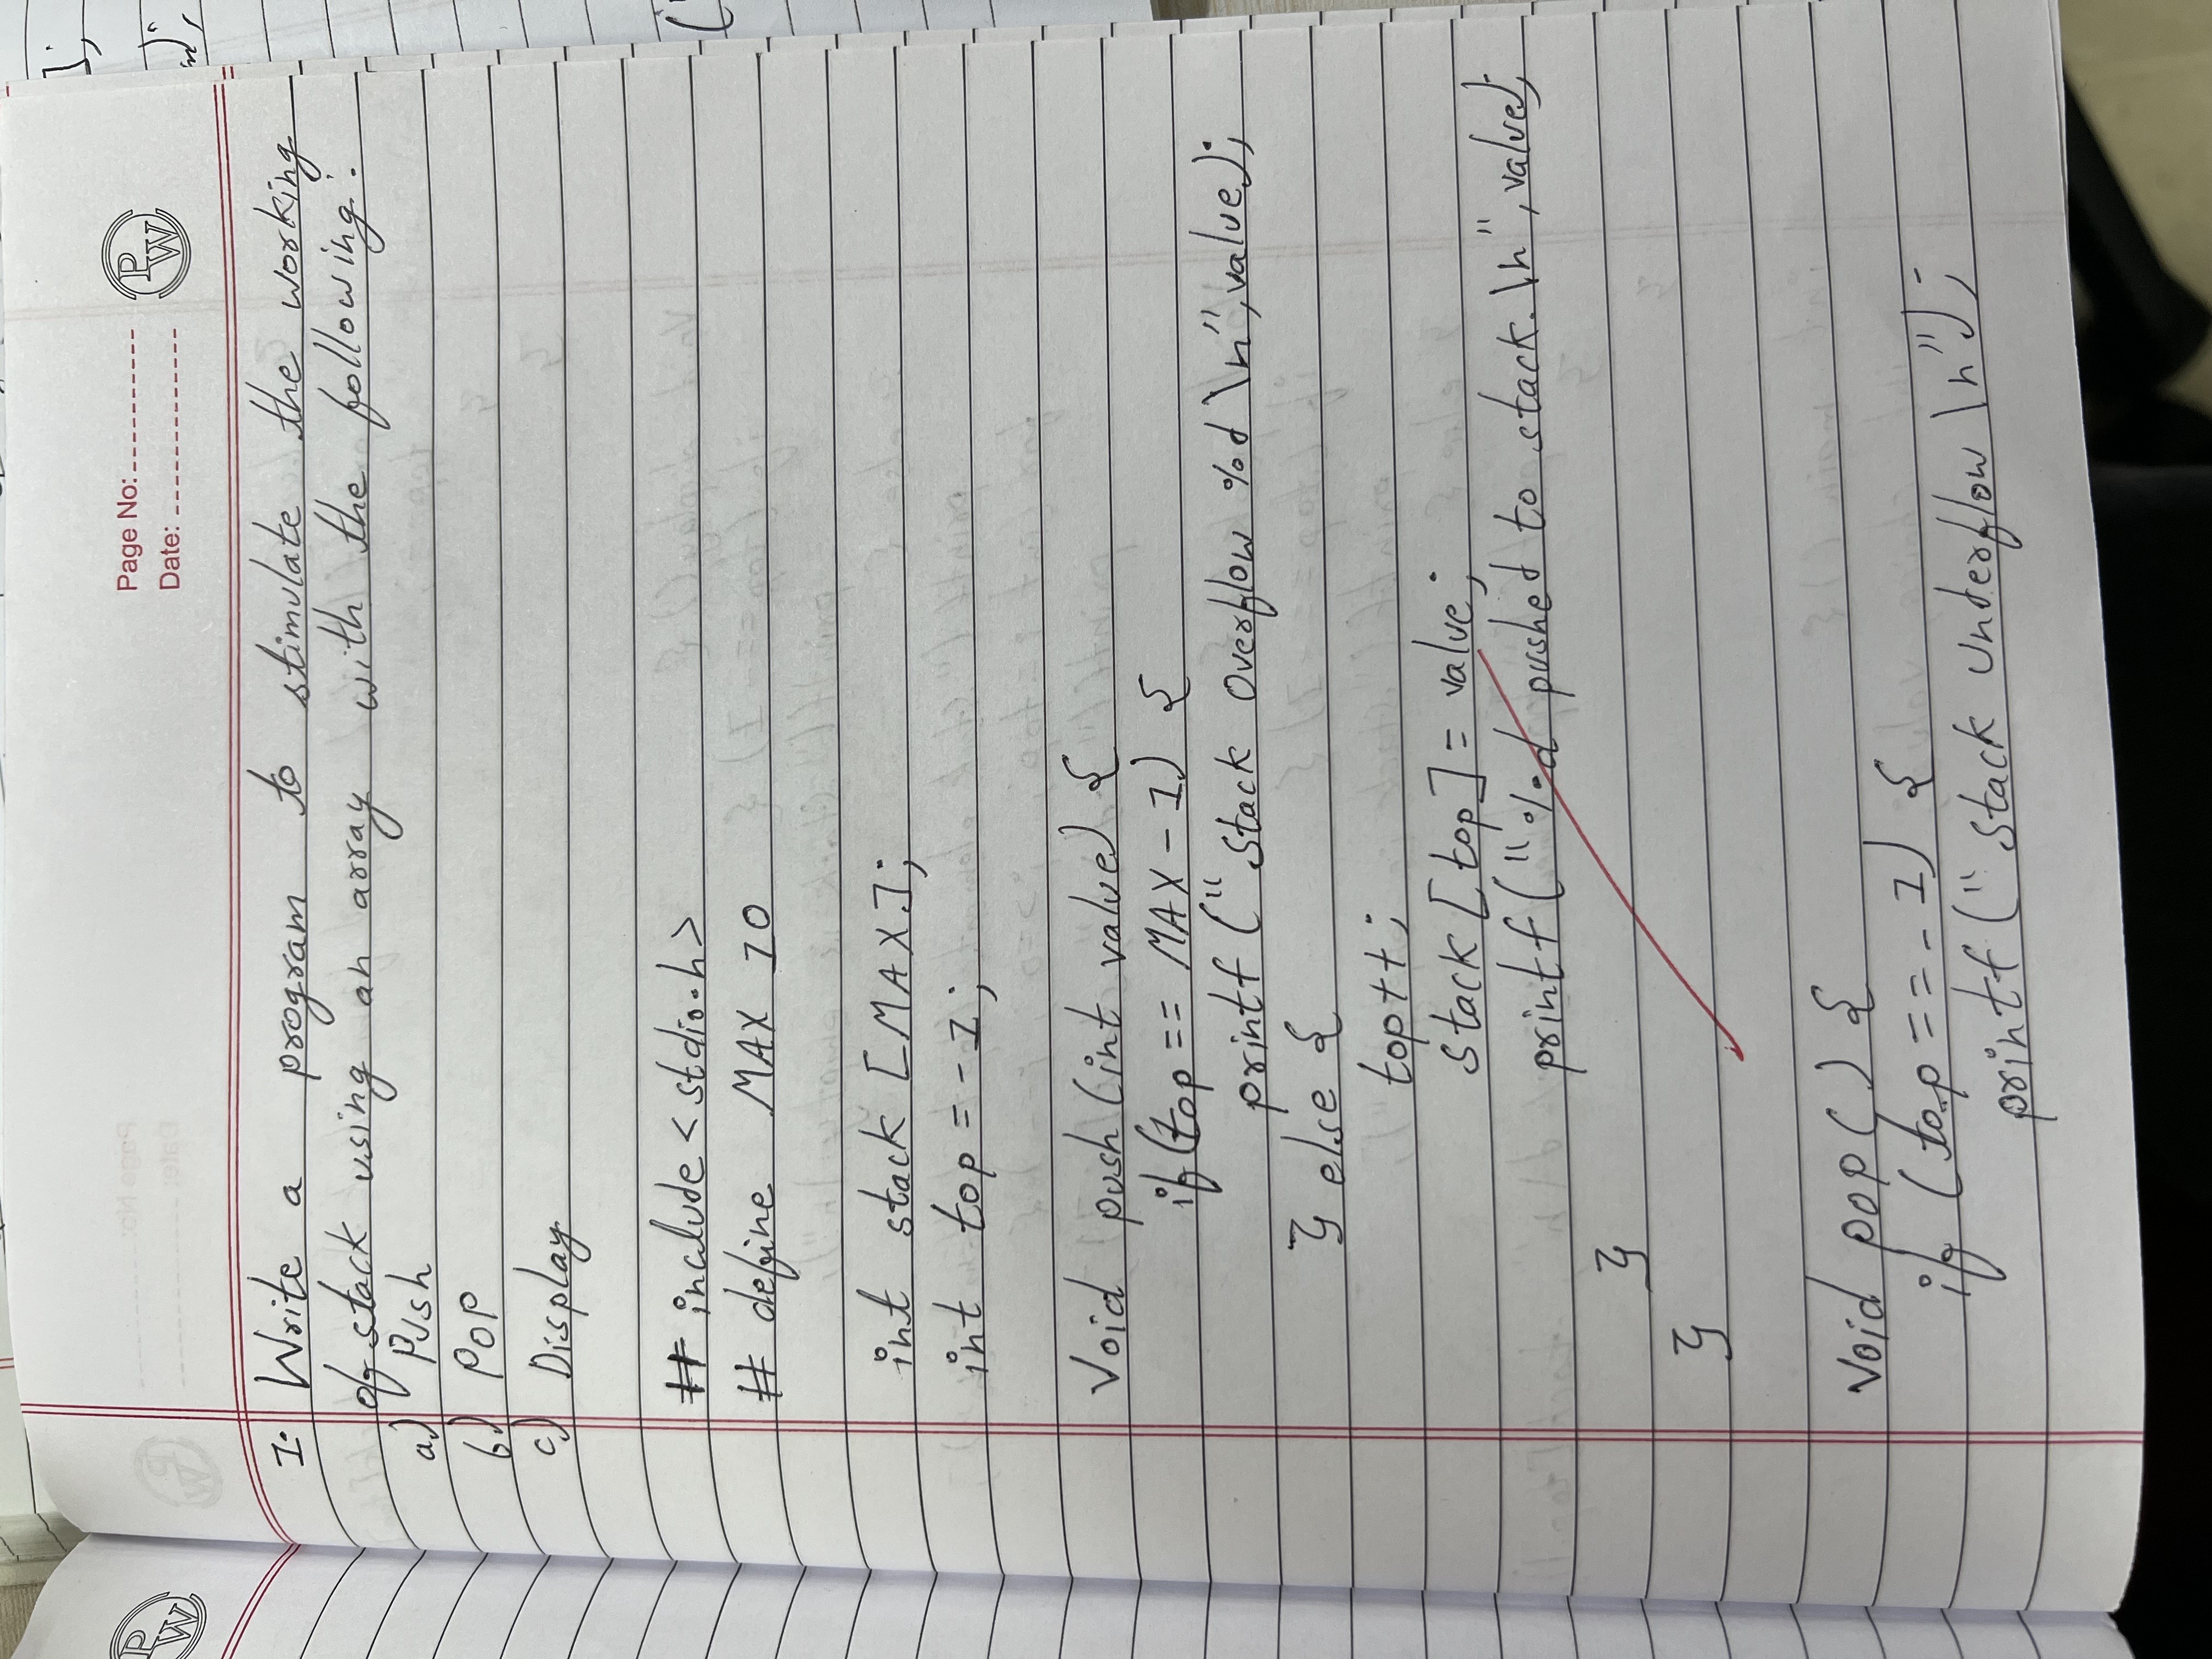 PW
Page No:
Date:
PW
1. Write a program to stimulate the working
of stack using an array with the following:
a) Push
b) Pop
c) Display
# include < stdio.h >
# define MAX 10
int stack [MAX];
int top = -1;
Void push (int value) {
if (top == MAX - 1) {
printf (" Stack Overflow %d \n", value);
} else {
top++;
stack [top] = value;
printf (" %d pushed to stack. \n", value);
}
}
Void pop () {
if (top == -1) {
printf (" Stack Underflow \n");